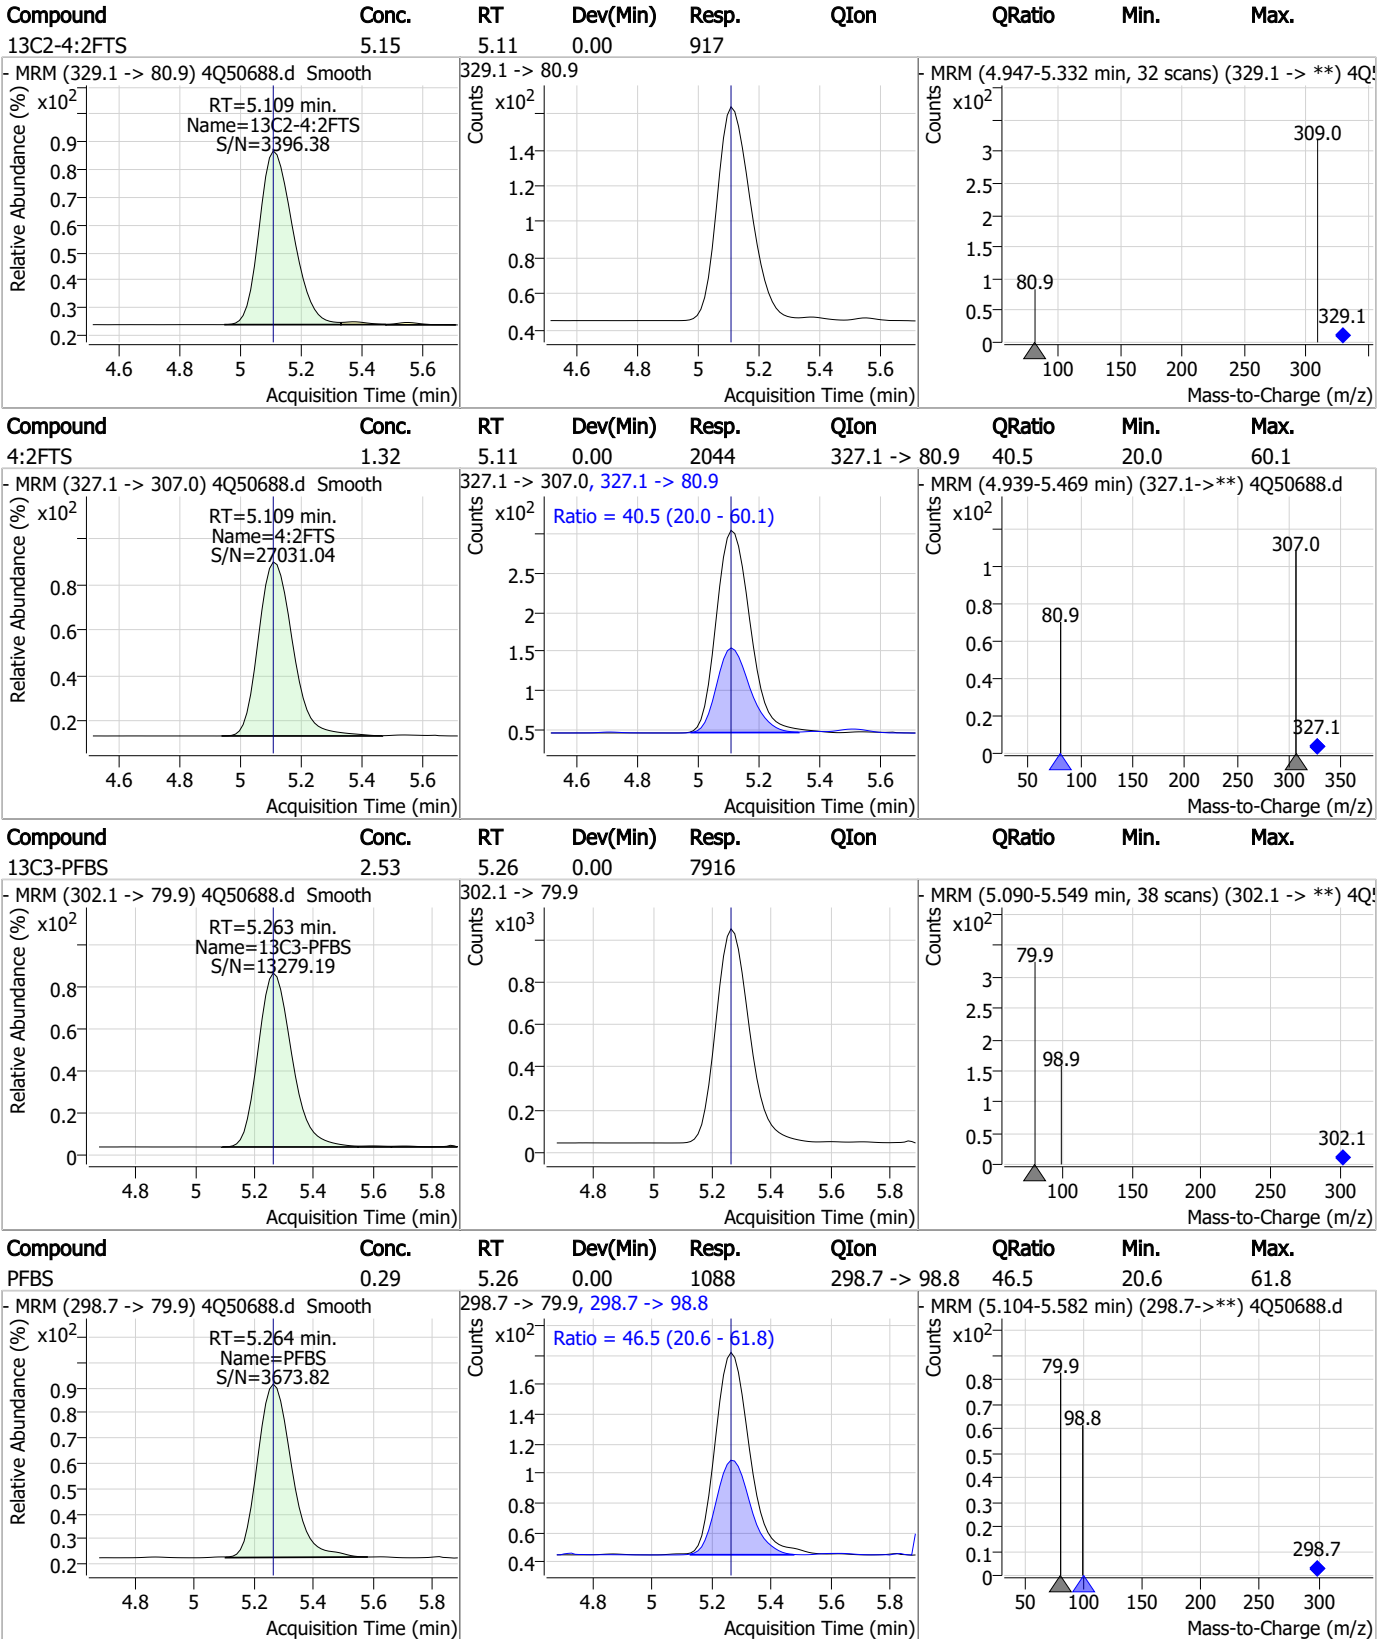 Compound Conc. RT Dev(Min) Resp. QIon QRatio Min. Max.
13C2-4:2FTS 5.15 5.11 0.00 917
- MRM (329.1 -> 80.9) 4Q50688.d Smooth
Relative Abundance (%)
x10²
RT=5.109 min.
Name=13C2-4:2FTS
S/N=3396.38
0.9
0.8
0.7
0.6
0.5
0.4
0.3
0.2
4.6 4.8 5 5.2 5.4 5.6
Acquisition Time (min)
329.1 -> 80.9
Counts
x10²
1.4
1.2
1
0.8
0.6
0.4
4.6 4.8 5 5.2 5.4 5.6
Acquisition Time (min)
- MRM (4.947-5.332 min, 32 scans) (329.1 -> **)
Counts
x10²
3
2.5
2
1.5
1
0.5
0
309.0
80.9
329.1
100 150 200 250 300
Mass-to-Charge (m/z)
Compound Conc. RT Dev(Min) Resp. QIon QRatio Min. Max.
4:2FTS 1.32 5.11 0.00 2044 327.1 -> 80.9 40.5 20.0 60.1
- MRM (327.1 -> 307.0) 4Q50688.d Smooth
Relative Abundance (%)
x10²
RT=5.109 min.
Name=4:2FTS
S/N=27031.04
0.8
0.6
0.4
0.2
4.6 4.8 5 5.2 5.4 5.6
Acquisition Time (min)
327.1 -> 307.0, 327.1 -> 80.9
Counts
x10²
Ratio = 40.5 (20.0 - 60.1)
2.5
2
1.5
1
0.5
4.6 4.8 5 5.2 5.4 5.6
Acquisition Time (min)
- MRM (4.939-5.469 min) (327.1->**) 4Q50688.d
Counts
x10²
1
0.8
0.6
0.4
0.2
0
307.0
80.9
327.1
50 100 150 200 250 300 350
Mass-to-Charge (m/z)
Compound Conc. RT Dev(Min) Resp. QIon QRatio Min. Max.
13C3-PFBS 2.53 5.26 0.00 7916
- MRM (302.1 -> 79.9) 4Q50688.d Smooth
Relative Abundance (%)
x10²
RT=5.263 min.
Name=13C3-PFBS
S/N=13279.19
0.8
0.6
0.4
0.2
0
4.8 5 5.2 5.4 5.6 5.8
Acquisition Time (min)
302.1 -> 79.9
Counts
x10³
0.8
0.6
0.4
0.2
0
4.8 5 5.2 5.4 5.6 5.8
Acquisition Time (min)
- MRM (5.090-5.549 min, 38 scans) (302.1 -> **)
Counts
x10²
3
2.5
2
1.5
1
0.5
0
79.9
98.9
302.1
100 150 200 250 300
Mass-to-Charge (m/z)
Compound Conc. RT Dev(Min) Resp. QIon QRatio Min. Max.
PFBS 0.29 5.26 0.00 1088 298.7 -> 98.8 46.5 20.6 61.8
- MRM (298.7 -> 79.9) 4Q50688.d Smooth
Relative Abundance (%)
x10²
RT=5.264 min.
Name=PFBS
S/N=3673.82
0.9
0.8
0.7
0.6
0.5
0.4
0.3
0.2
4.8 5 5.2 5.4 5.6 5.8
Acquisition Time (min)
298.7 -> 79.9, 298.7 -> 98.8
Counts
x10²
Ratio = 46.5 (20.6 - 61.8)
1.6
1.4
1.2
1
0.8
0.6
0.4
4.8 5 5.2 5.4 5.6 5.8
Acquisition Time (min)
- MRM (5.104-5.582 min) (298.7->**) 4Q50688.d
Counts
x10²
0.8
0.7
0.6
0.5
0.4
0.3
0.2
0.1
0
79.9
98.8
298.7
50 100 150 200 250 300
Mass-to-Charge (m/z)